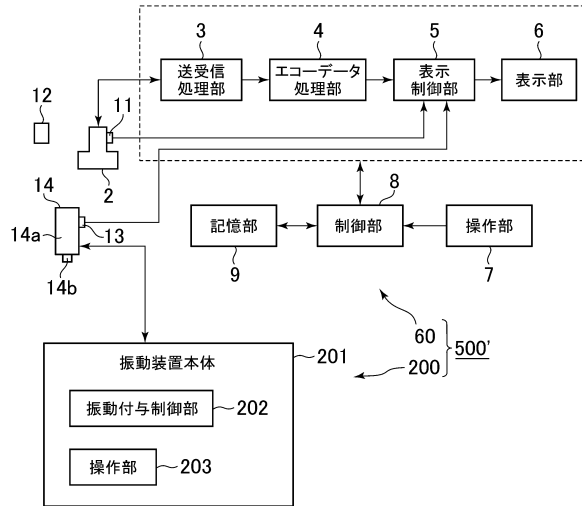 3
4
5
6
送受信
処理部
エコーデータ
処理部
表示
制御部
表示部
12
11
2
14
14a
13
14b
8
記憶部
制御部
操作部
9
7
60
200
500'
振動装置本体
201
振動付与制御部
202
操作部
203